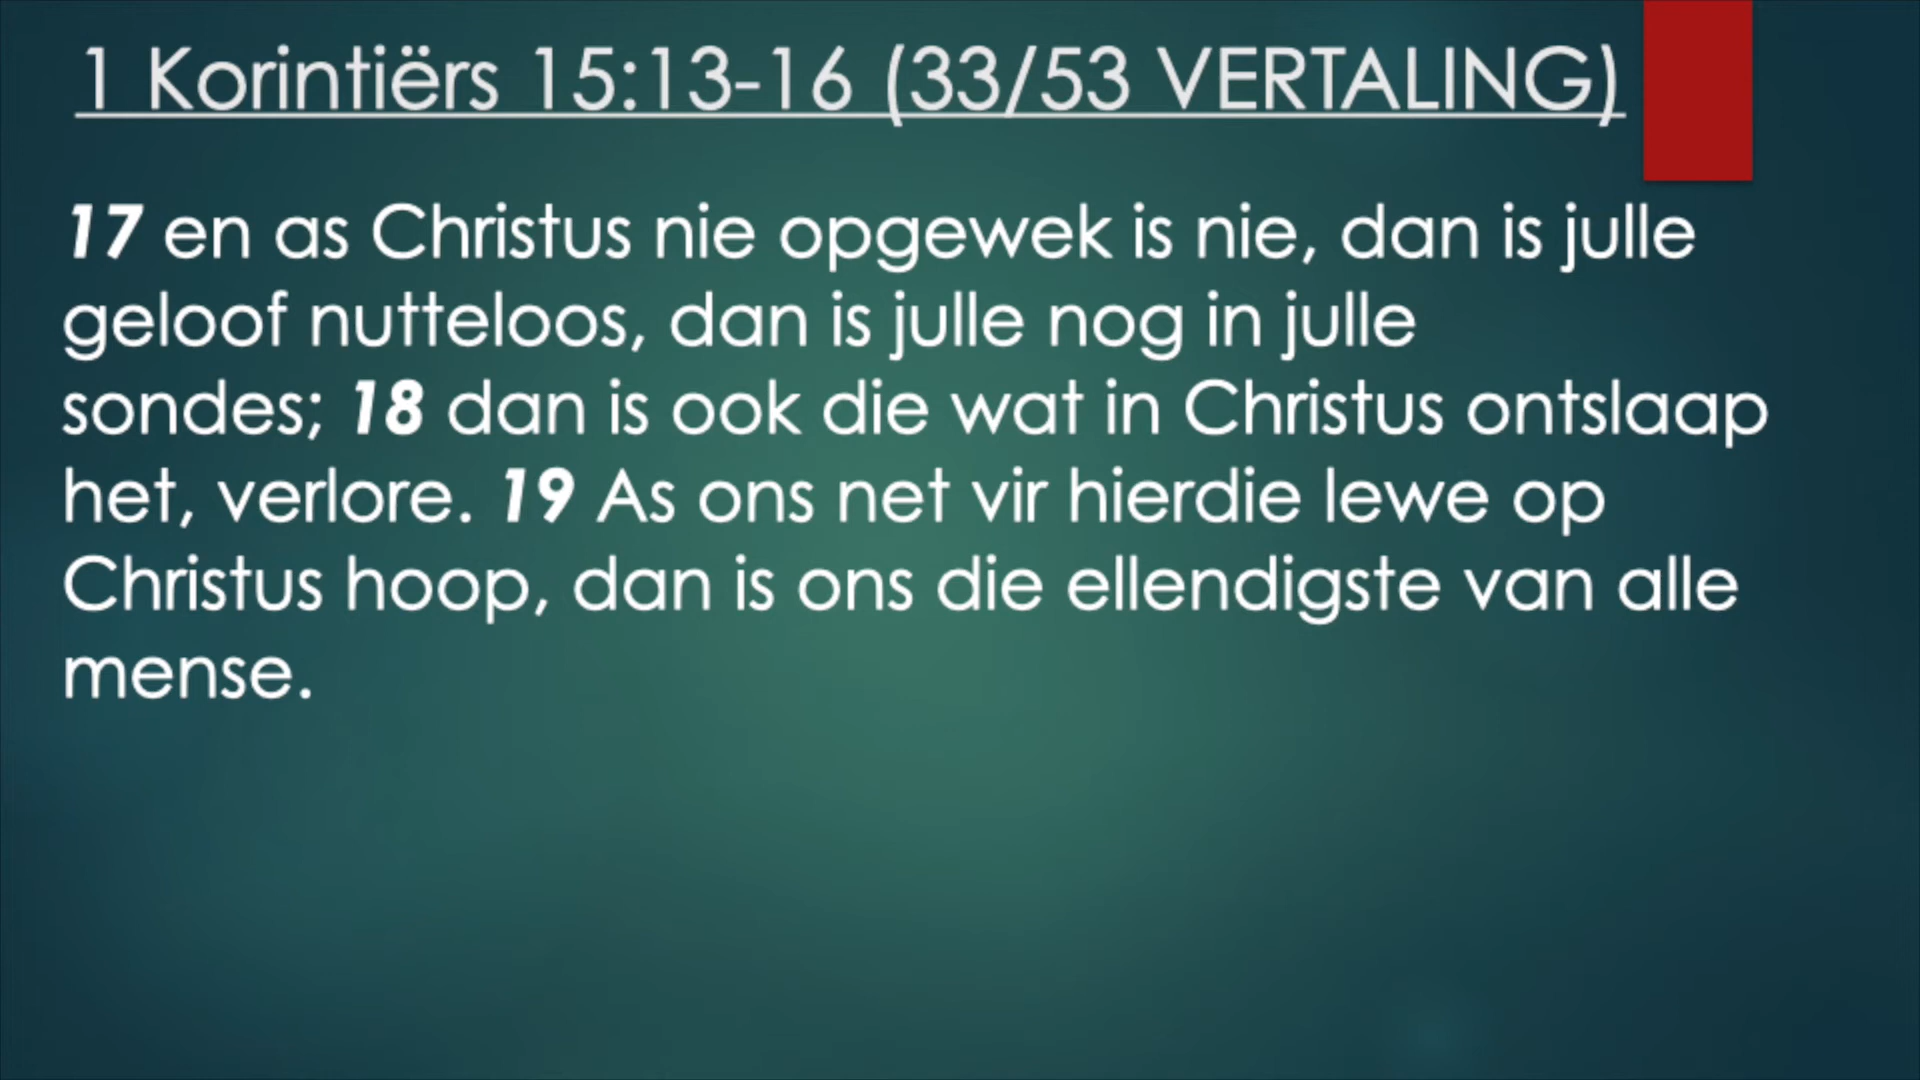 1 Korintiërs 15:13-16 (33/53 VERTALING)
17 en as Christus nie opgewek is nie, dan is julle
geloof nutteloos, dan is julle nog in julle
sondes; 18 dan is ook die wat in Christus ontslaap
het, verlore. 19 As ons net vir hierdie lewe op
Christus hoop, dan is ons die ellendigste van alle
mense.